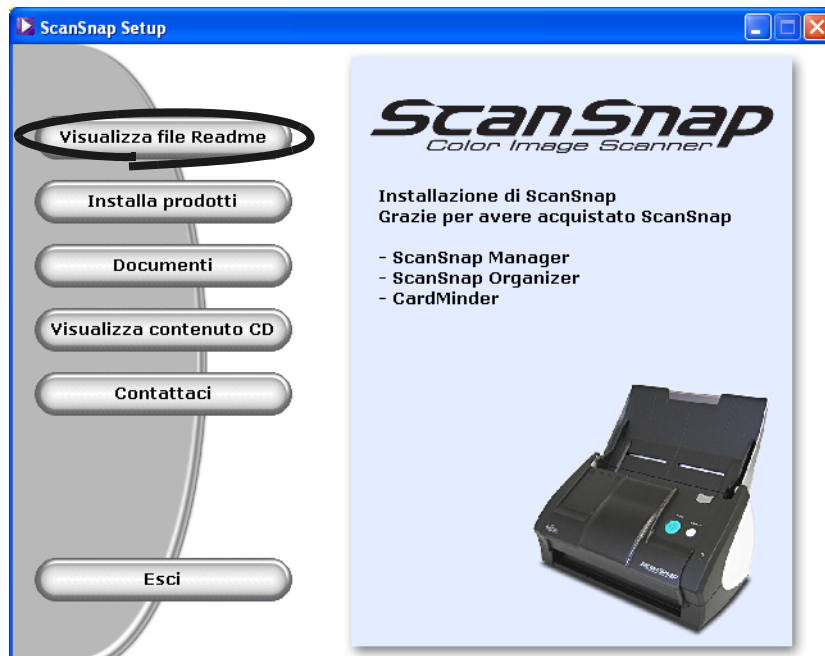 ScanSnap Setup
Visualizza file Readme
Installa prodotti
Documenti
Visualizza contenuto CD
Contattaci
Esci
ScanSnap
Color Image Scanner
Installazione di ScanSnap
Grazie per avere acquistato ScanSnap
- ScanSnap Manager
- ScanSnap Organizer
- CardMinder
ScanSnap